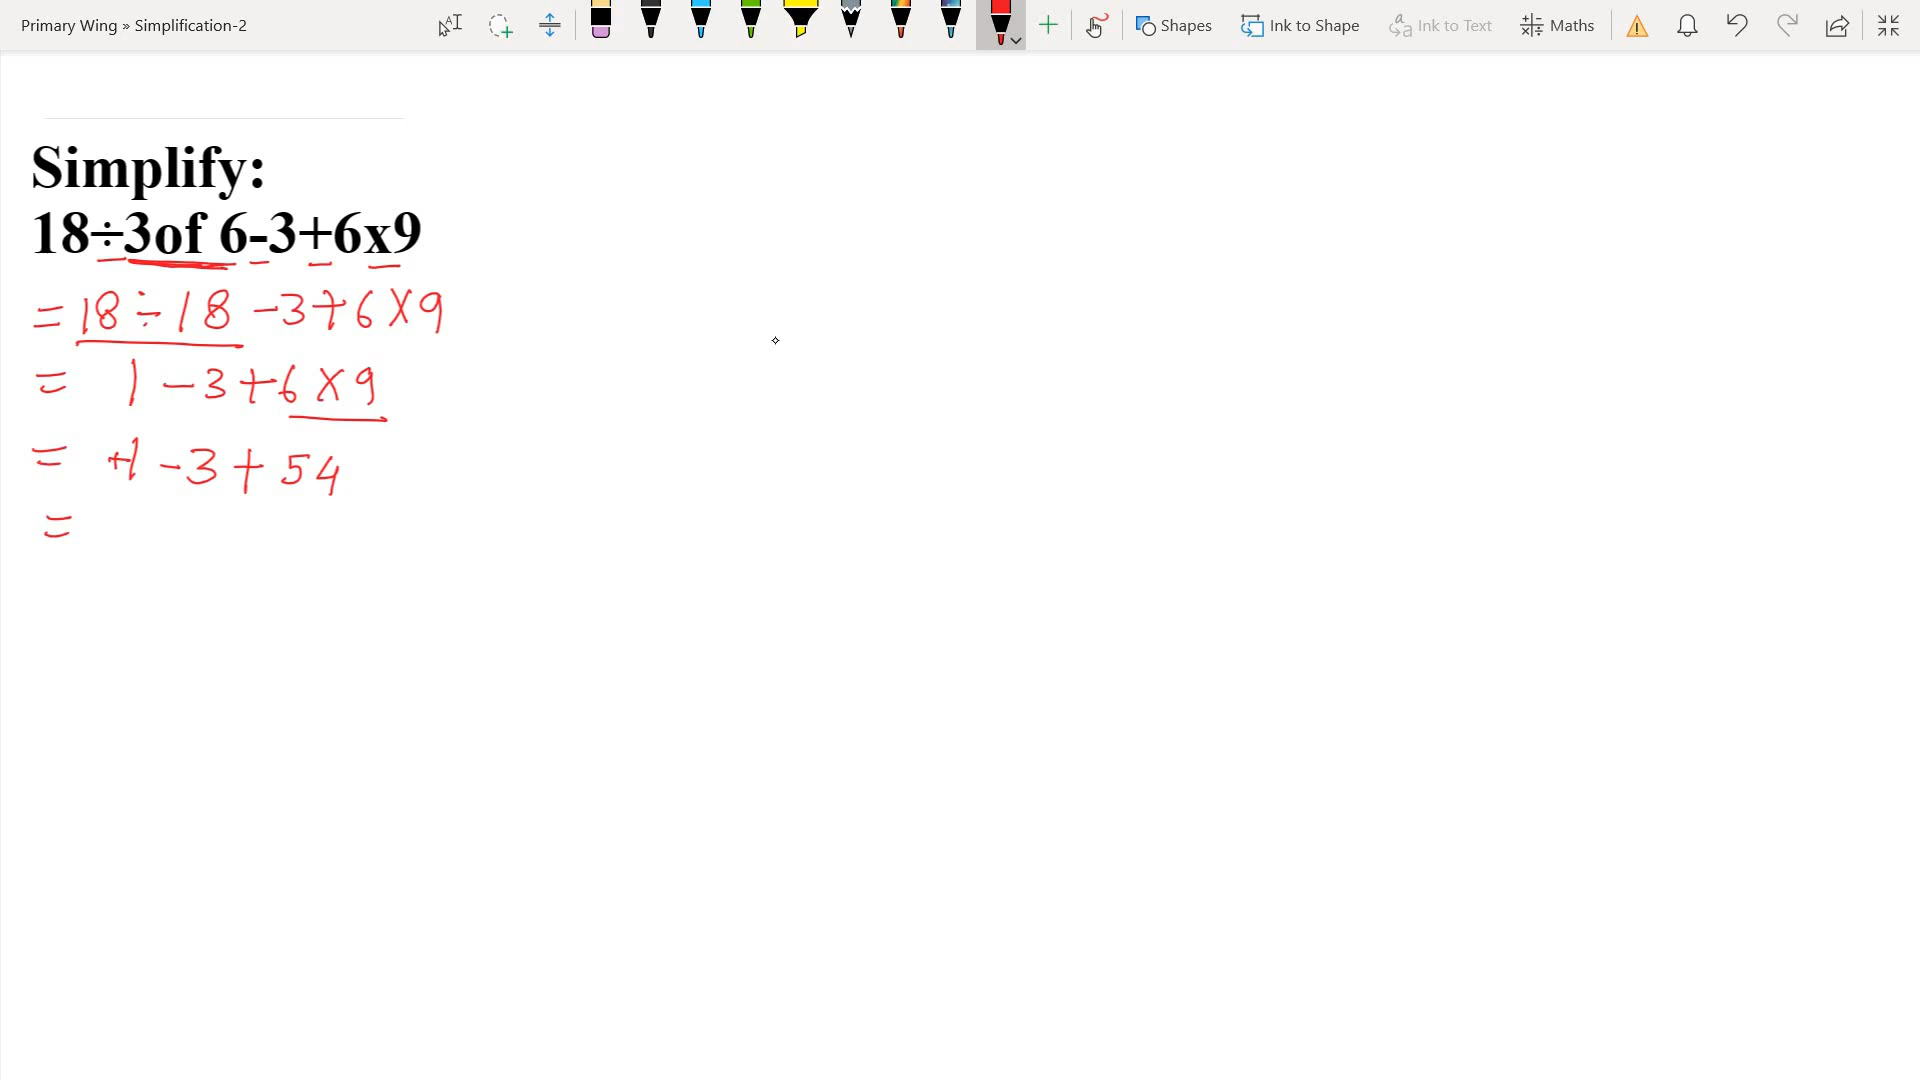 Primary Wing » Simplification-2 Shapes Ink to Shape Ink to Text Maths
Simplify:
18÷3of 6-3+6x9
= 18 ÷ 18 - 3 + 6 X 9
= 1 - 3 + 6 X 9
= +1 - 3 + 54
=